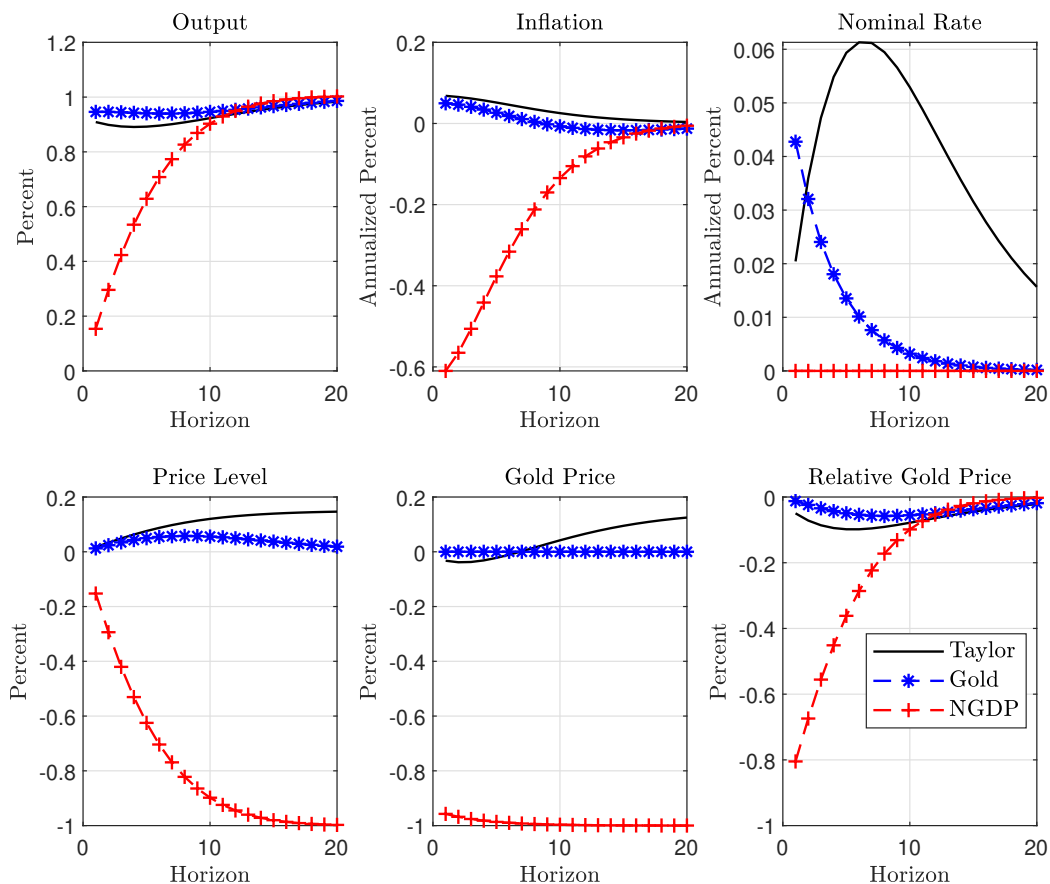 Output
Inflation
Nominal Rate
Percent
1.2
1
0.8
0.6
0.4
0.2
0
0
10
20
Horizon
Annualized Percent
0.2
0
-0.2
-0.4
-0.6
0
10
20
Horizon
Annualized Percent
0.06
0.05
0.04
0.03
0.02
0.01
0
0
10
20
Horizon
Price Level
Gold Price
Relative Gold Price
Percent
0.2
0
-0.2
-0.4
-0.6
-0.8
-1
0
10
20
Horizon
Percent
0.2
0
-0.2
-0.4
-0.6
-0.8
-1
0
10
20
Horizon
Percent
0
-0.2
-0.4
-0.6
-0.8
-1
0
10
20
Horizon
Taylor
Gold
NGDP